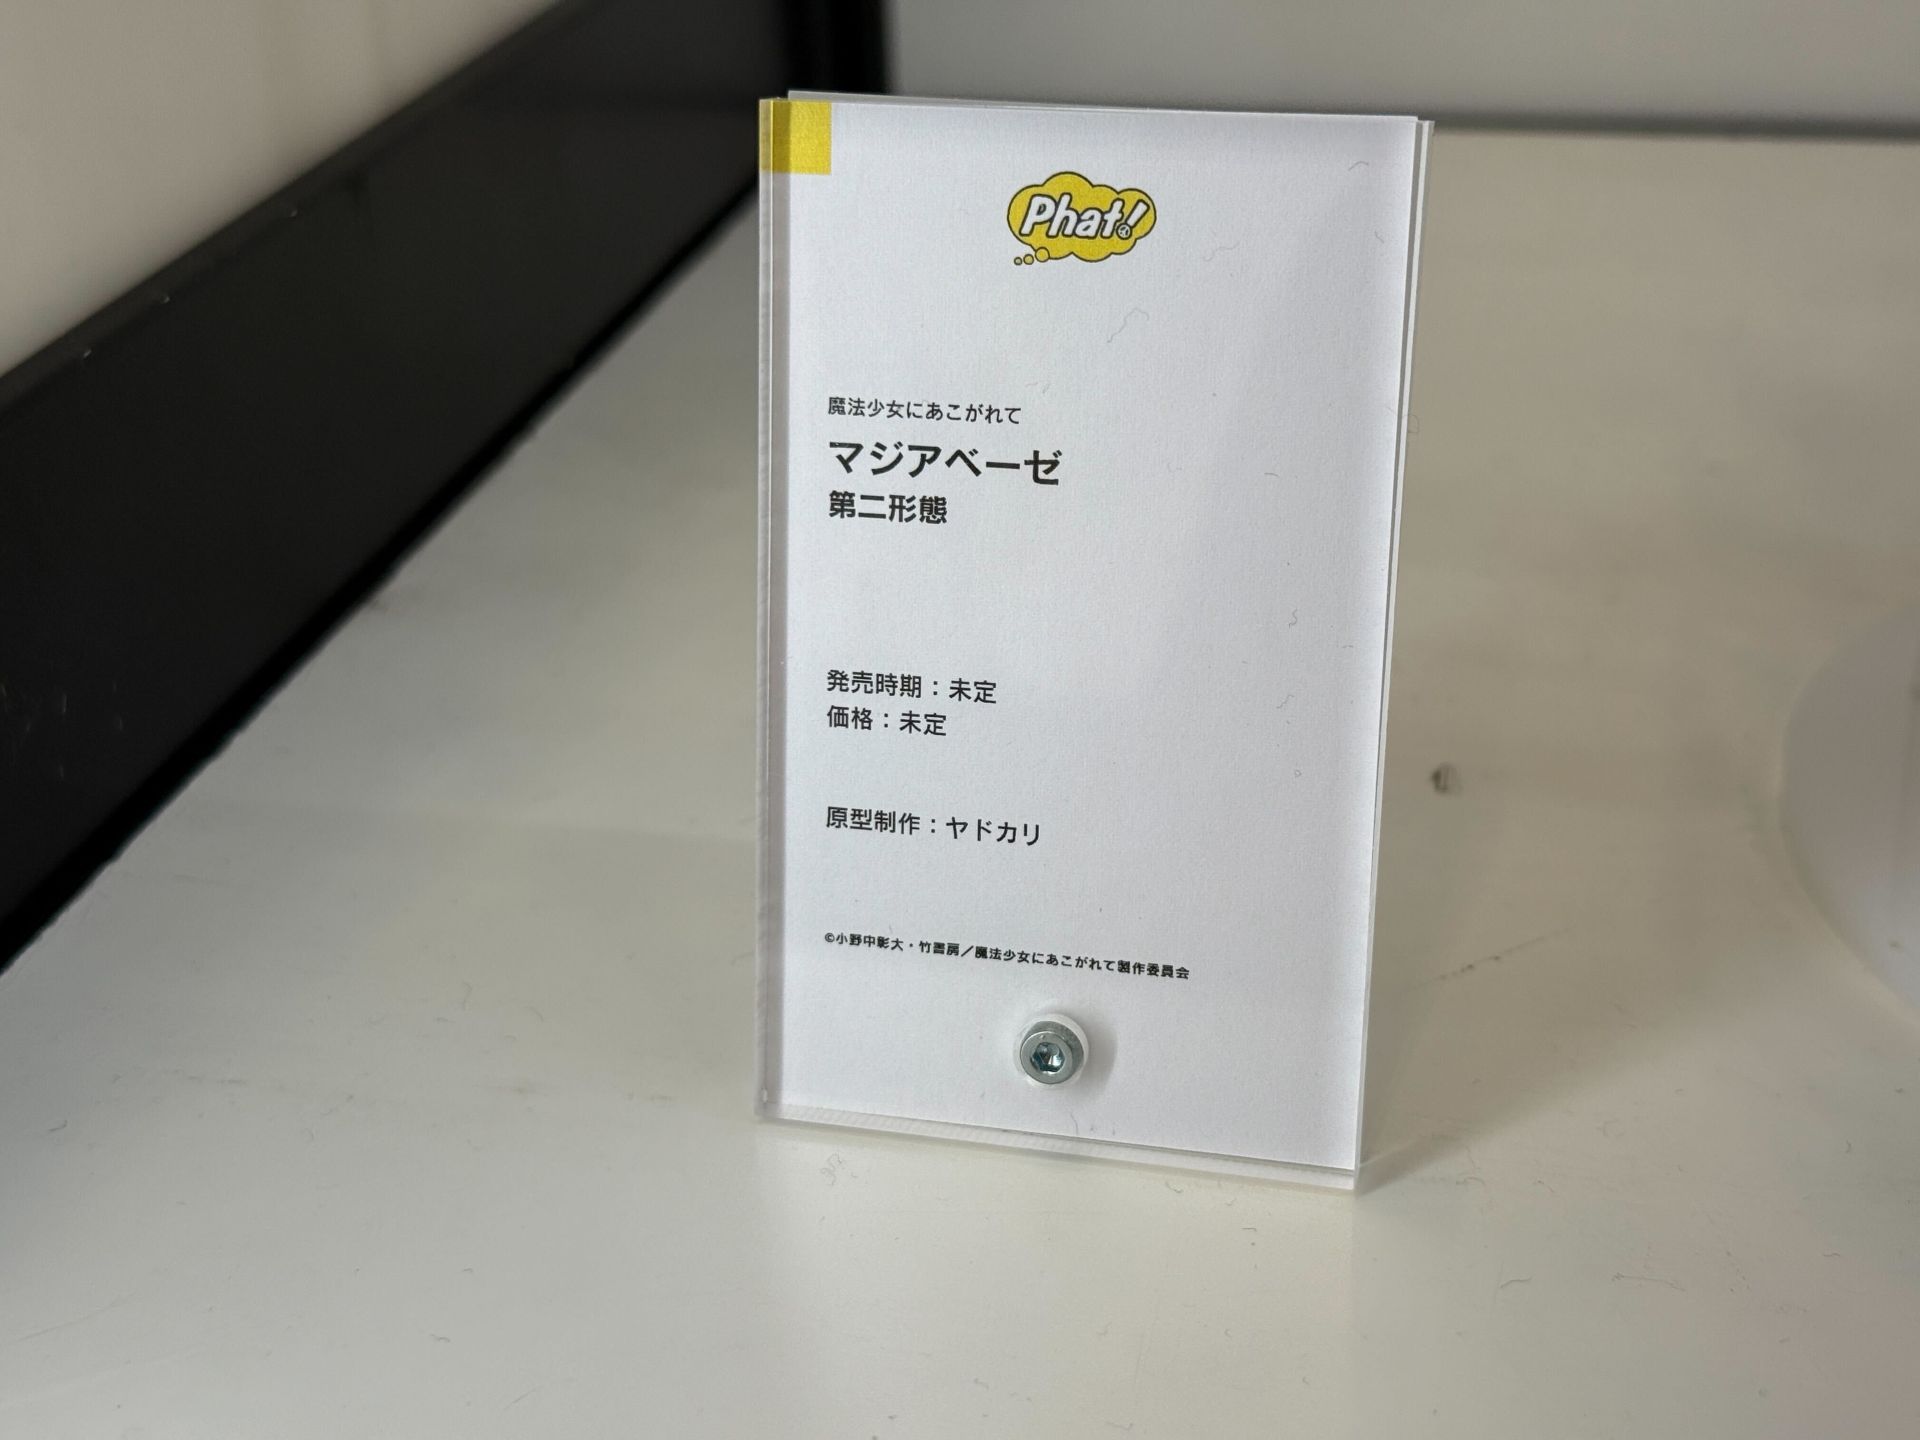 Phat!
魔法少女にあこがれて
マジアベーゼ
第二形態
発売時期：未定
価格：未定
原型制作：ヤドカリ
©小野中彰大・竹書房／魔法少女にあこがれて製作委員会